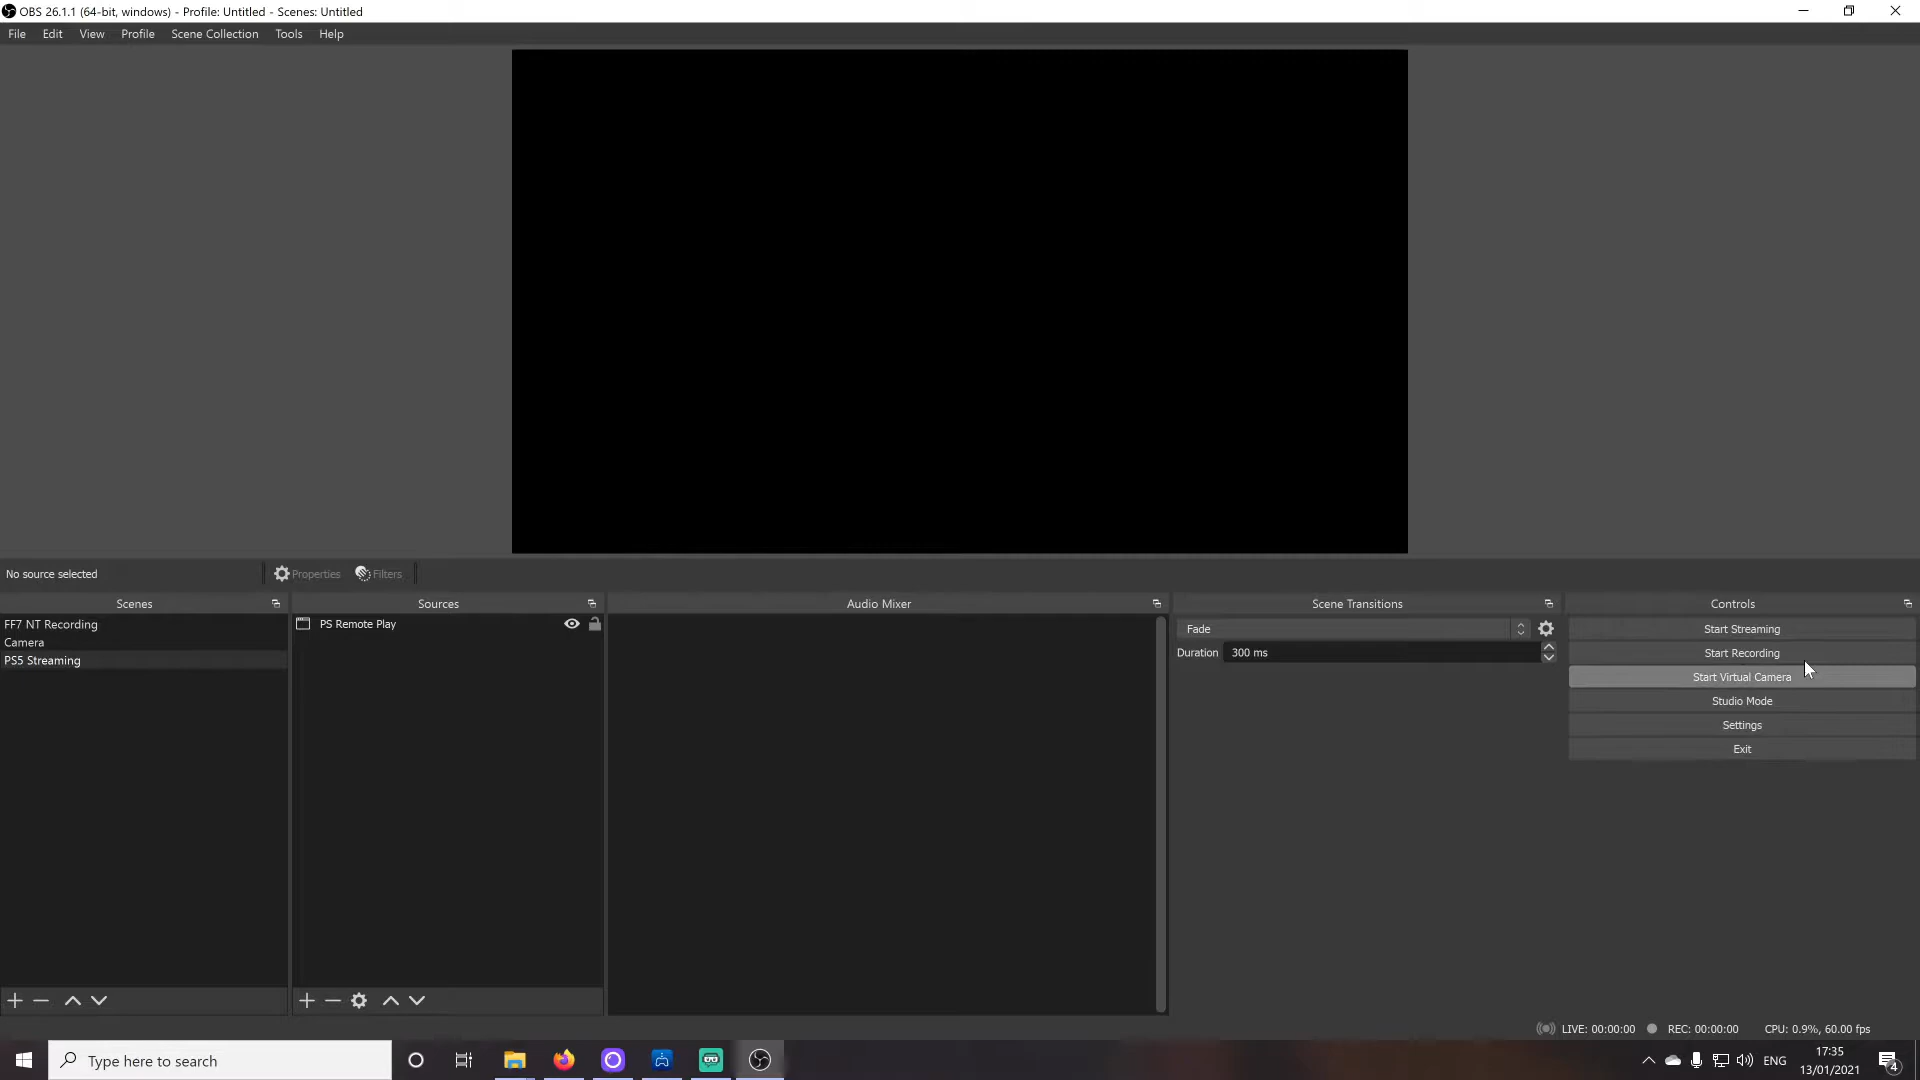 OBS 26.1.1 (64-bit, windows) - Profile: Untitled - Scenes: Untitled
File Edit View Profile Scene Collection Tools Help
No source selected Properties Filters
Scenes Sources Audio Mixer Scene Transitions Controls
FF7 NT Recording
Camera
PS5 Streaming
PS Remote Play
Fade
Duration 300 ms
Start Streaming
Start Recording
Start Virtual Camera
Studio Mode
Settings
Exit
LIVE: 00:00:00 REC: 00:00:00 CPU: 0.9%, 60.00 fps
Type here to search
ENG
17:35
13/01/2021
4